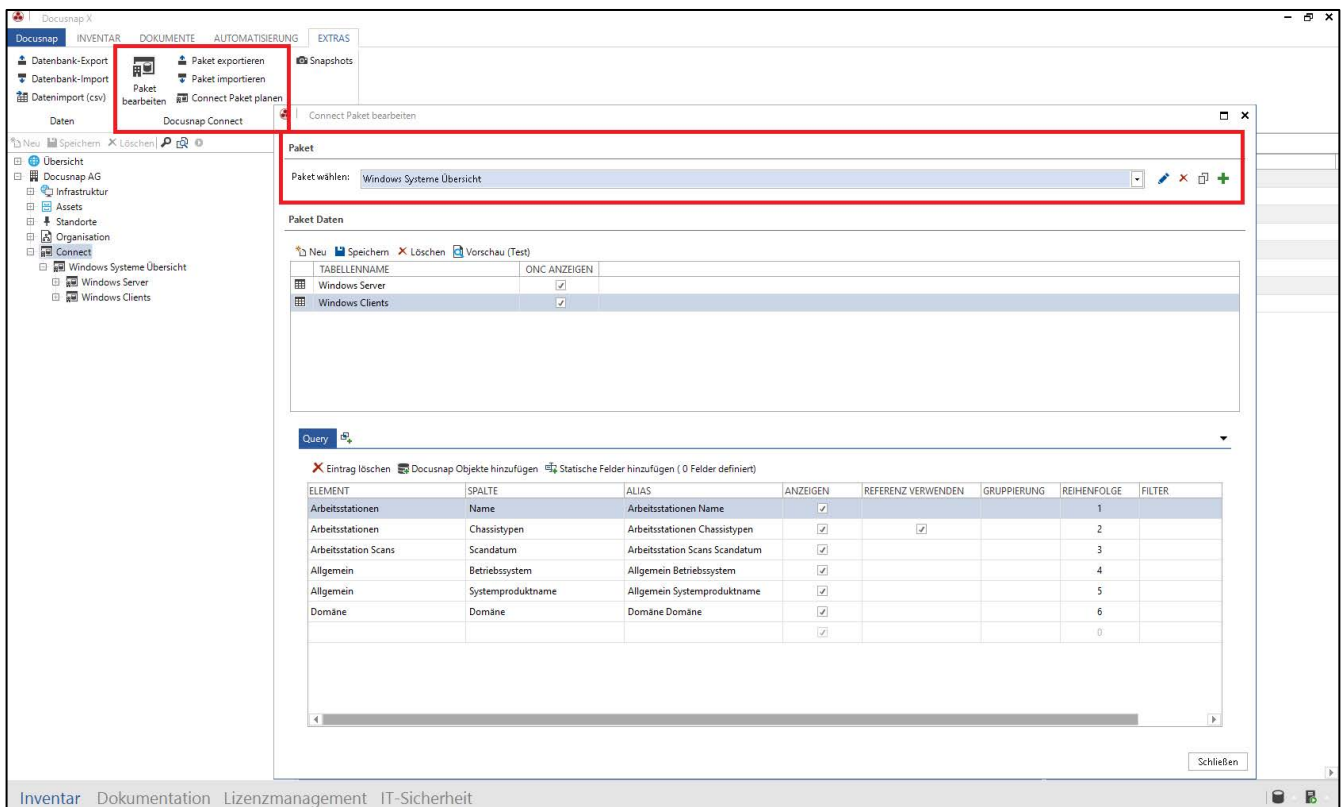 Docusnap X
Docusnap INVENTAR DOKUMENTE AUTOMATISIERUNG EXTRAS
Datenbank-Export
Datenbank-Import
Datenimport (csv)
Daten
Paket bearbeiten
Paket exportieren
Paket importieren
Connect Paket planen
Docusnap Connect
Snapshots
Neu Speichern Löschen
Übersicht
Docusnap AG
Infrastruktur
Assets
Standorte
Organisation
Connect
Windows Systeme Übersicht
Windows Server
Windows Clients
Connect Paket bearbeiten
Paket
Paket wählen: Windows Systeme Übersicht
Paket Daten
Neu Speichern Löschen Vorschau (Test)
TABELLENNAME ONC ANZEIGEN
Windows Server
Windows Clients
Query
Eintrag löschen Docusnap Objekte hinzufügen Statische Felder hinzufügen ( 0 Felder definiert)
ELEMENT SPALTE ALIAS ANZEIGEN REFERENZ VERWENDEN GRUPPIERUNG REIHENFOLGE FILTER
Arbeitsstationen Name Arbeitsstationen Name 1
Arbeitsstationen Chassistypen Arbeitsstationen Chassistypen 2
Arbeitsstation Scans Scandatum Arbeitsstation Scans Scandatum 3
Allgemein Betriebssystem Allgemein Betriebssystem 4
Allgemein Systemproduktname Allgemein Systemproduktname 5
Domäne Domäne Domäne Domäne 6
0
Schließen
Inventar Dokumentation Lizenzmanagement IT-Sicherheit